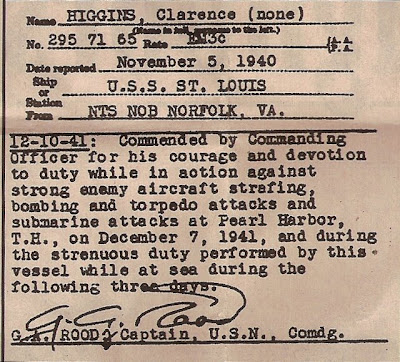 Name HIGGINS, Clarence (none)
(Name in full, surname to the left.)
No. 295 71 65 Rate EM3C {A.A. F.A.
Date reported November 5, 1940
Ship or Station U.S.S. ST. LOUIS
From NTS NOB NORFOLK, VA.
12-10-41: Commended by Commanding
Officer for his courage and devotion
to duty while in action against
strong enemy aircraft strafing,
bombing and torpedo attacks and
submarine attacks at Pearl Harbor,
T.H., on December 7, 1941, and during
the strenuous duty performed by this
vessel while at sea during the
following three days.
G. A. Rood
G.A. ROOD, Captain, U.S.N., Comdg.